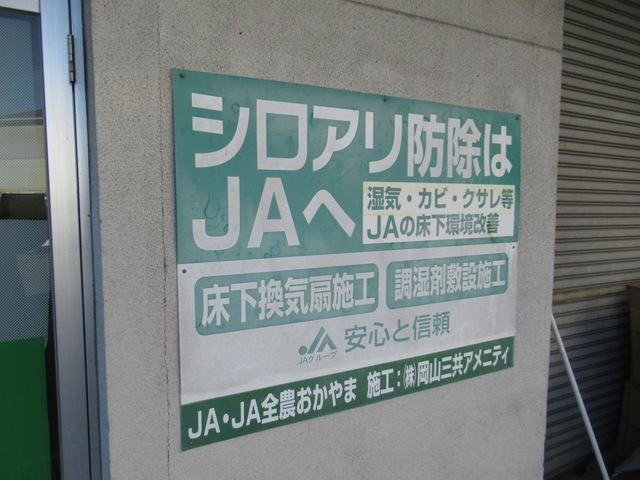 シロアリ防除は
JAへ
湿気・カビ・クサレ等
JAの床下環境改善
床下換気扇施工
調湿剤敷設施工
JAグループ
安心と信頼
JA・JA全農おかやま 施工：㈱岡山三共アメニティ